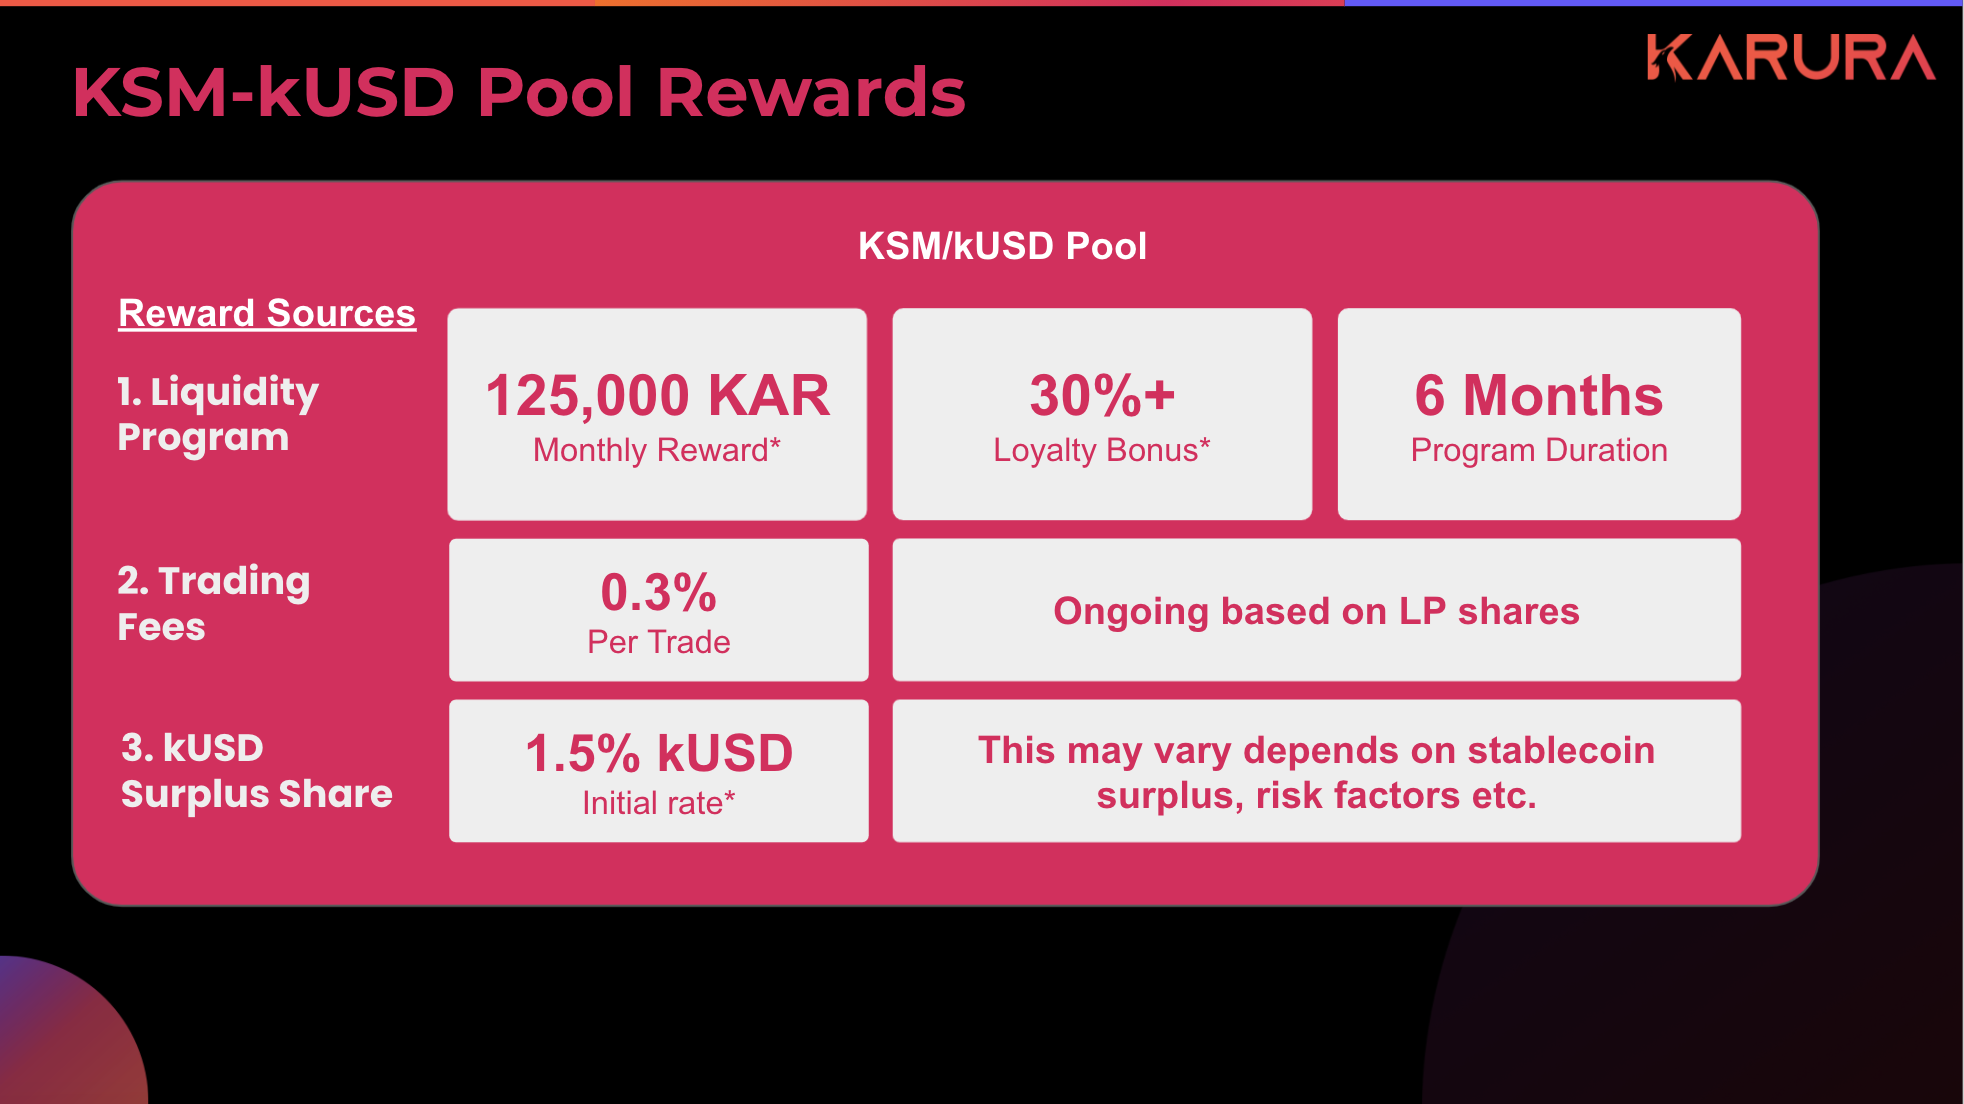 KARURA
KSM-kUSD Pool Rewards
KSM/kUSD Pool
Reward Sources
1. Liquidity
Program
125,000 KAR
Monthly Reward*
30%+
Loyalty Bonus*
6 Months
Program Duration
2. Trading
Fees
0.3%
Per Trade
Ongoing based on LP shares
3. kUSD
Surplus Share
1.5% kUSD
Initial rate*
This may vary depends on stablecoin
surplus, risk factors etc.